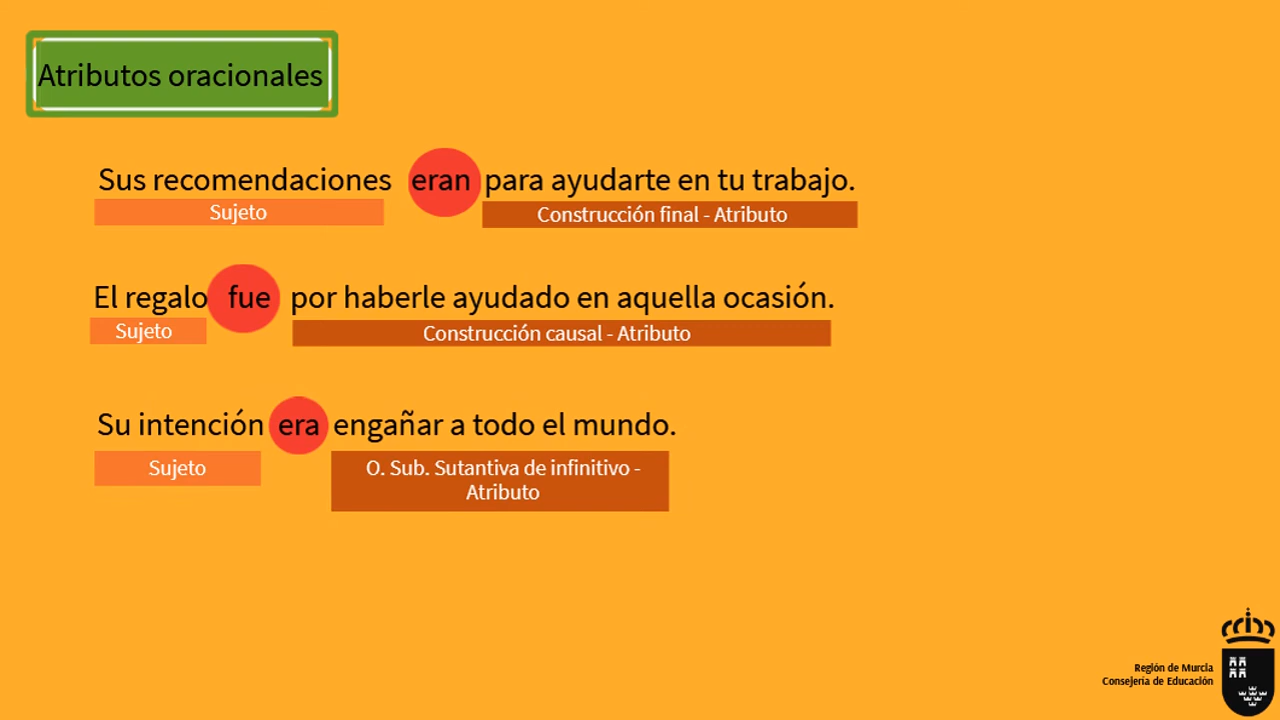 Atributos oracionales
Sus recomendaciones eran para ayudarte en tu trabajo.
Sujeto
Construcción final - Atributo
El regalo fue por haberle ayudado en aquella ocasión.
Sujeto
Construcción causal - Atributo
Su intención era engañar a todo el mundo.
Sujeto
O. Sub. Sutantiva de infinitivo -
Atributo
Región de Murcia
Consejería de Educación